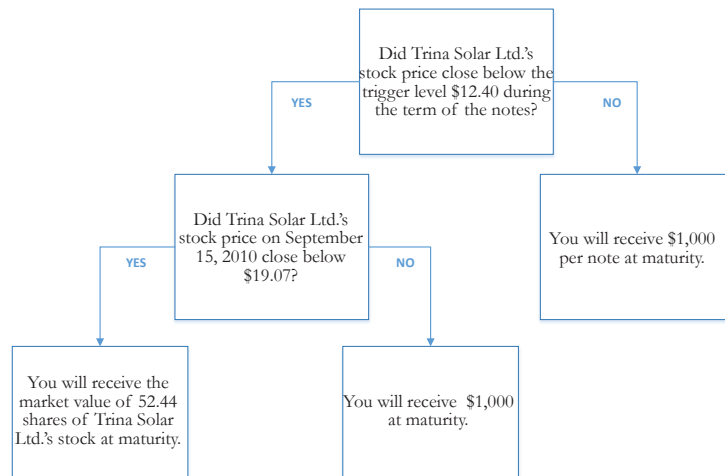 Did Trina Solar Ltd.'s
stock price close below the
trigger level $12.40 during
the term of the notes?
YES
NO
Did Trina Solar Ltd.'s
stock price on September
15, 2010 close below
$19.07?
You will receive $1,000
per note at maturity.
YES
NO
You will receive the
market value of 52.44
shares of Trina Solar
Ltd.'s stock at maturity.
You will receive $1,000
at maturity.